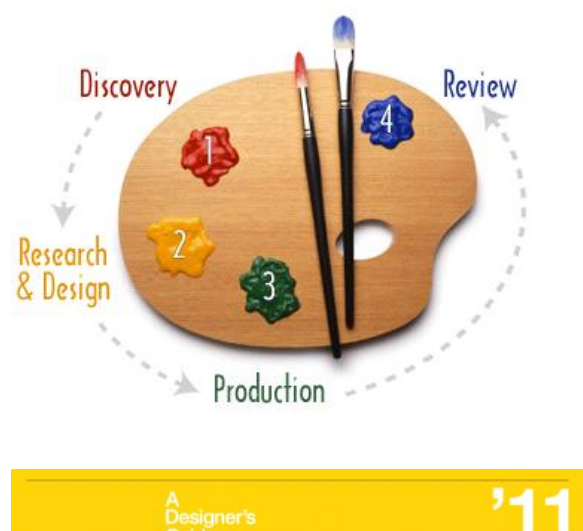 Discovery
Review
1
4
2
Research
& Design
3
Production
A
Designer's
'11